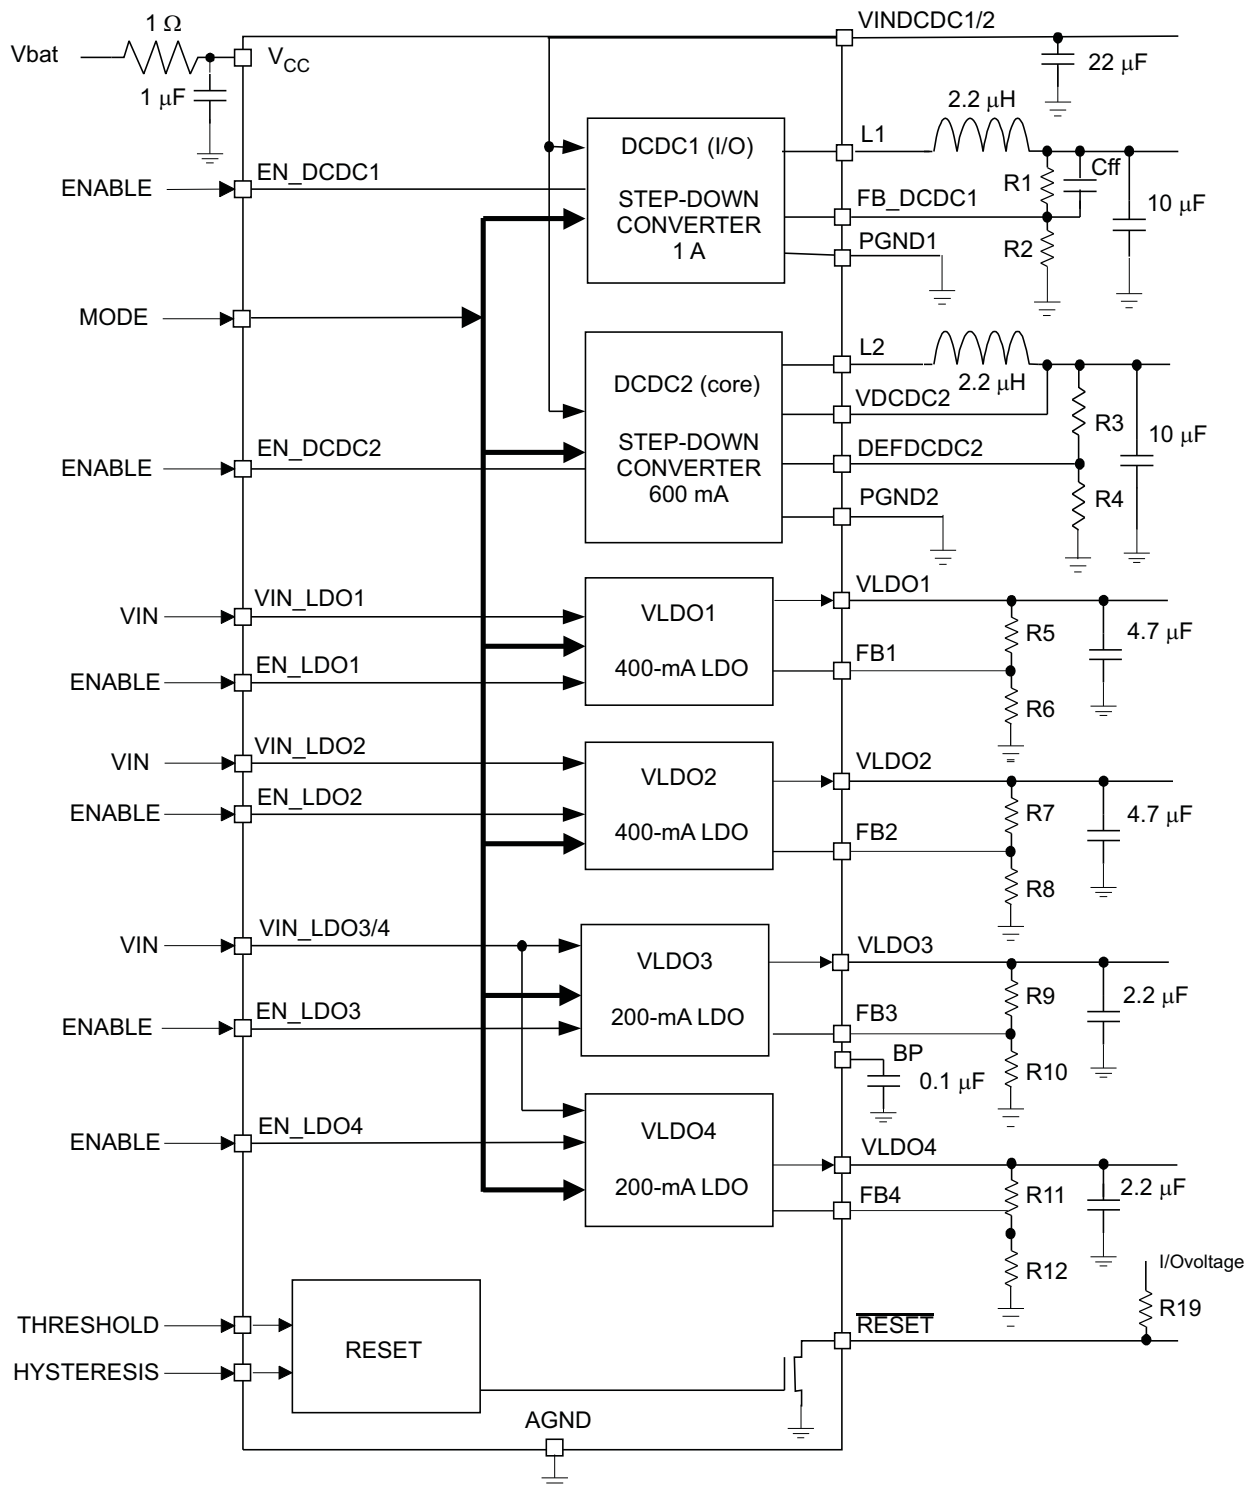 1 Ω
Vbat
1 μF
VCC
VINDCDC1/2
22 μF
2.2 μH
L1
DCDC1 (I/O)
STEP-DOWN
CONVERTER
1 A
ENABLE
EN_DCDC1
FB_DCDC1
PGND1
R1
Cff
R2
10 μF
MODE
L2
2.2 μH
DCDC2 (core)
STEP-DOWN
CONVERTER
600 mA
VDCDC2
DEFDCDC2
PGND2
R3
R4
10 μF
ENABLE
EN_DCDC2
VIN
VIN_LDO1
ENABLE
EN_LDO1
VLDO1
400-mA LDO
VLDO1
FB1
R5
R6
4.7 μF
VIN
VIN_LDO2
ENABLE
EN_LDO2
VLDO2
400-mA LDO
VLDO2
FB2
R7
R8
4.7 μF
VIN
VIN_LDO3/4
ENABLE
EN_LDO3
VLDO3
200-mA LDO
VLDO3
FB3
R9
R10
2.2 μF
BP
0.1 μF
ENABLE
EN_LDO4
VLDO4
200-mA LDO
VLDO4
FB4
R11
R12
2.2 μF
I/Ovoltage
R19
THRESHOLD
HYSTERESIS
RESET
RESET
AGND